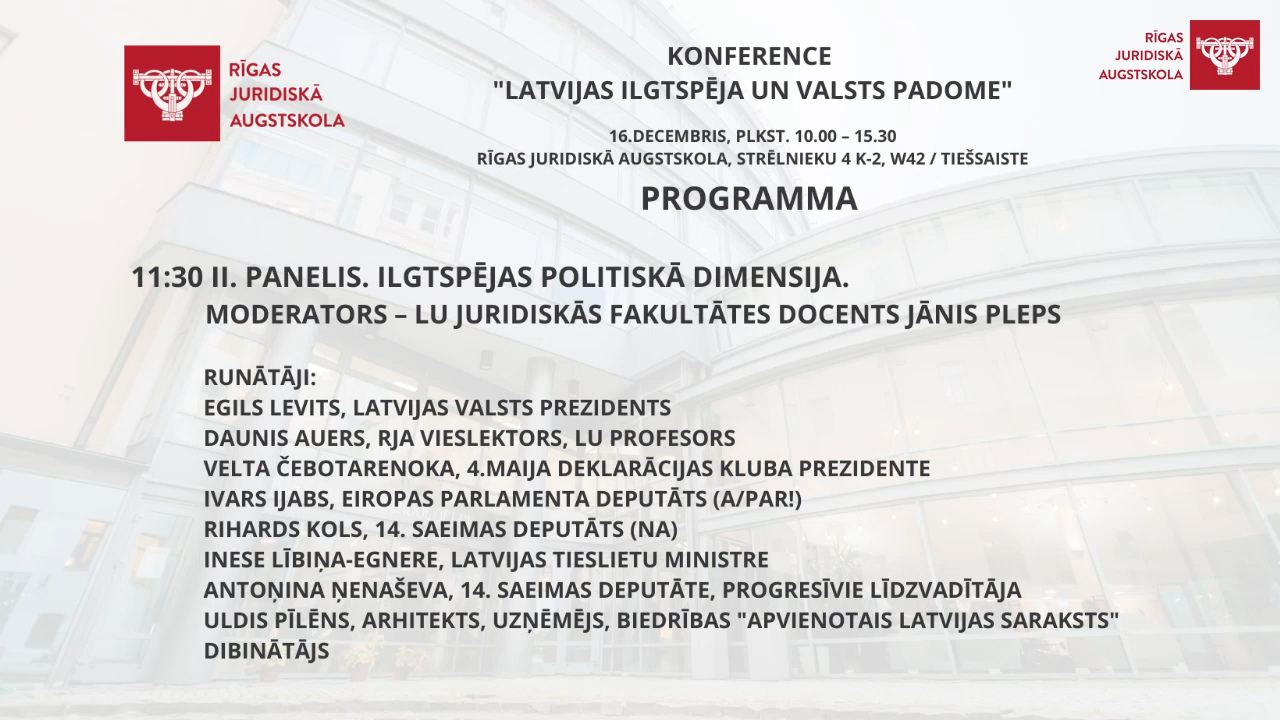 RĪGAS
JURIDISKĀ
AUGSTSKOLA
KONFERENCE
"LATVIJAS ILGTSPĒJA UN VALSTS PADOME"
16.DECEMBRIS, PLKST. 10.00 – 15.30
RĪGAS JURIDISKĀ AUGSTSKOLA, STRĒLNIEKU 4 K-2, W42 / TIEŠSAISTE
PROGRAMMA
RĪGAS
JURIDISKĀ
AUGSTSKOLA
11:30 II. PANELIS. ILGTSPĒJAS POLITISKĀ DIMENSIJA.
MODERATORS – LU JURIDISKĀS FAKULTĀTES DOCENTS JĀNIS PLEPS
RUNĀTĀJI:
EGILS LEVITS, LATVIJAS VALSTS PREZIDENTS
DAUNIS AUERS, RJA VIESLEKTORS, LU PROFESORS
VELTA ČEBOTARENOKA, 4.MAIJA DEKLARĀCIJAS KLUBA PREZIDENTE
IVARS IJABS, EIROPAS PARLAMENTA DEPUTĀTS (A/PAR!)
RIHARDS KOLS, 14. SAEIMAS DEPUTĀTS (NA)
INESE LĪBIŅA-EGNERE, LATVIJAS TIESLIETU MINISTRE
ANTOŅINA ŅENAŠEVA, 14. SAEIMAS DEPUTĀTE, PROGRESĪVIE LĪDZVADĪTĀJA
ULDIS PĪLĒNS, ARHITEKTS, UZŅĒMĒJS, BIEDRĪBAS "APVIENOTAIS LATVIJAS SARAKSTS"
DIBINĀTĀJS